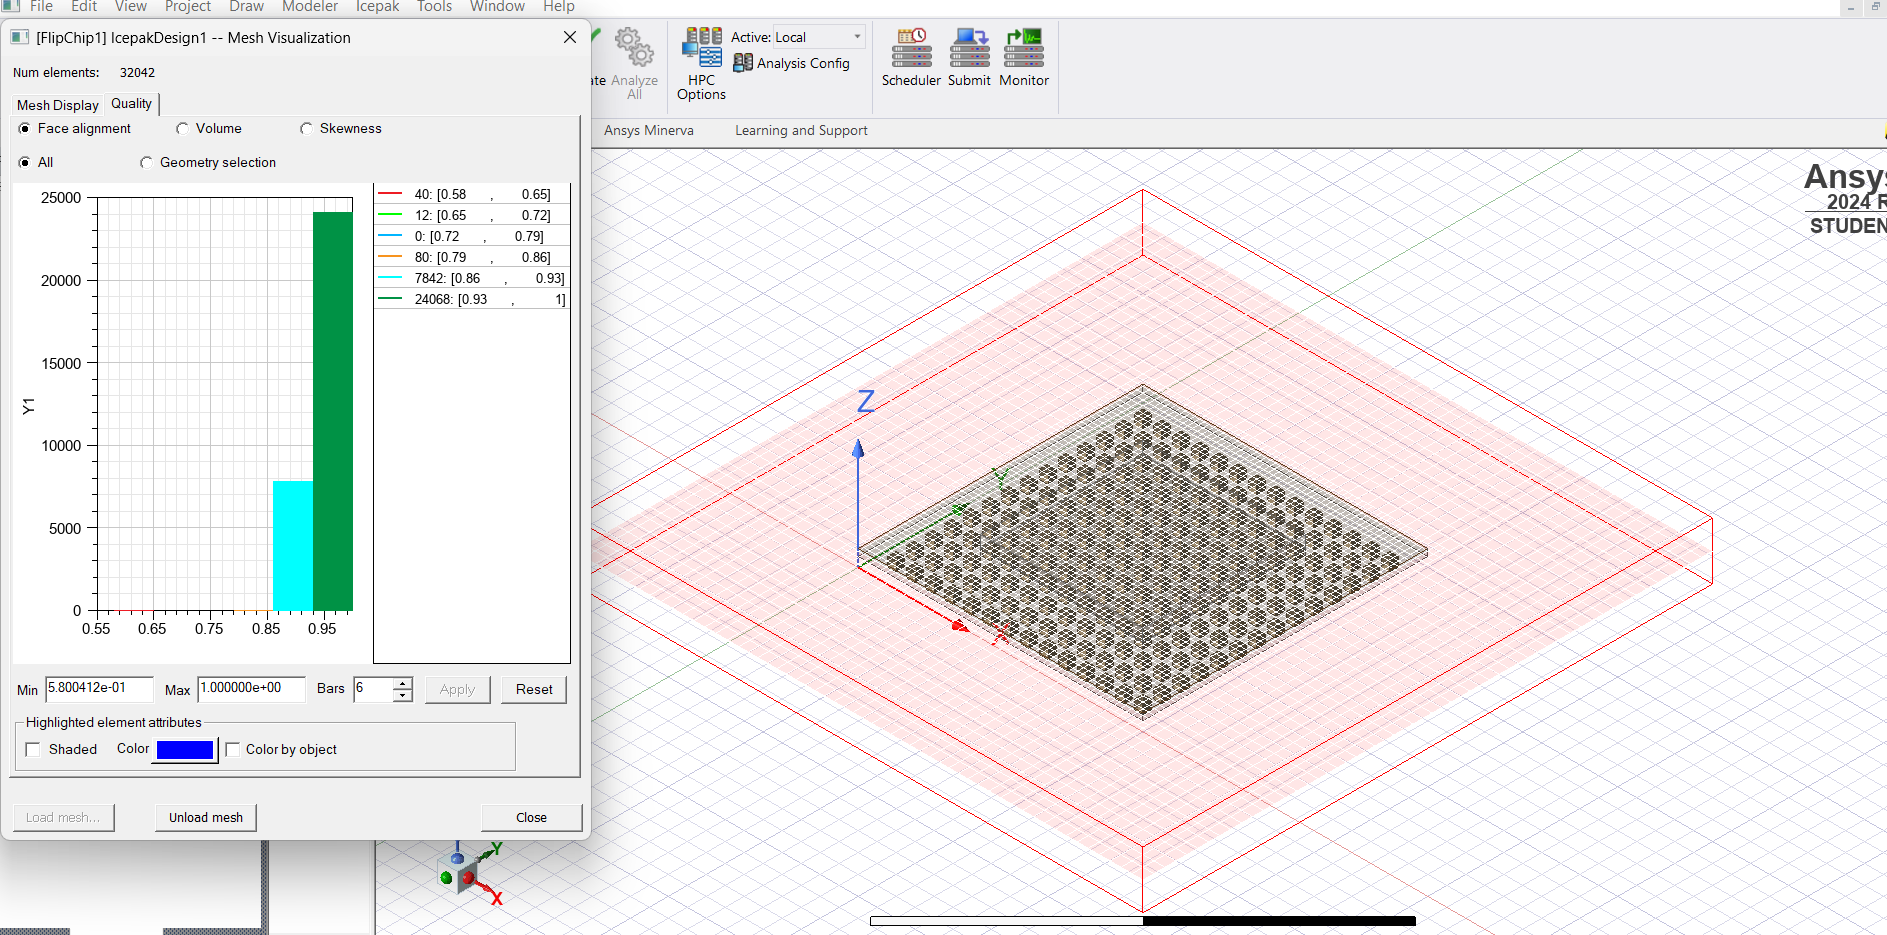 File Edit View Project Draw Modeler Icepak Tools Window Help
[FlipChip1] IcepakDesign1 -- Mesh Visualization
Num elements: 32042
Mesh Display Quality
Face alignment Volume Skewness
All Geometry selection
25000
20000
15000
10000
5000
0
Y1
0.55 0.65 0.75 0.85 0.95
40: [0.58 , 0.65]
12: [0.65 , 0.72]
0: [0.72 , 0.79]
80: [0.79 , 0.86]
7842: [0.86 , 0.93]
24068: [0.93 , 1]
Min 5.800412e-01 Max 1.000000e+00 Bars 6 Apply Reset
Highlighted element attributes
Shaded Color Color by object
Load mesh... Unload mesh Close
Analyze
All
HPC
Options
Active: Local
Analysis Config
Scheduler Submit Monitor
Ansys Minerva Learning and Support
Ansys
2024 R
STUDEN
Z
Y
X
Y
X